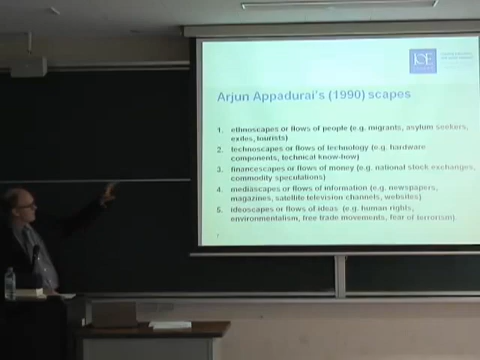 IOE
Arjun Appadurai's (1990) scapes
1. ethnoscapes or flows of people (e.g. migrants, asylum seekers,
exiles, tourists)
2. technoscapes or flows of technology (e.g. hardware
components, technical know-how)
3. financescapes or flows of money (e.g. national stock exchanges,
commodity speculations)
4. mediascapes or flows of information (e.g. newspapers,
magazines, satellite television channels, websites)
5. ideoscapes or flows of ideas (e.g. human rights,
environmentalism, free trade movements, fear of terrorism)